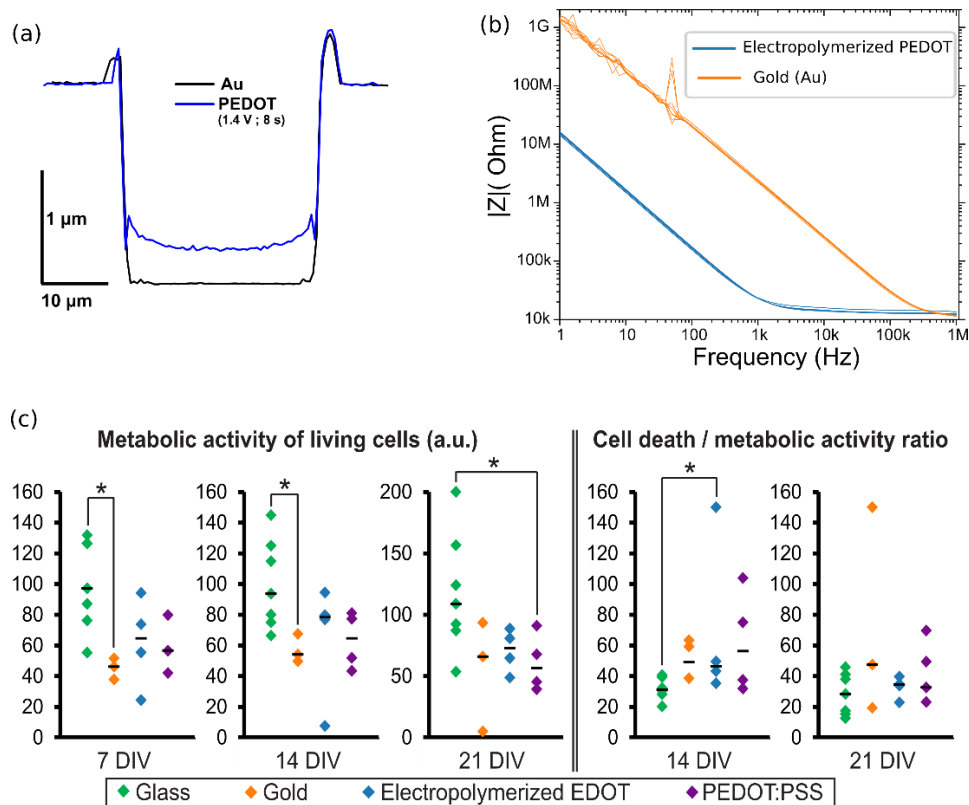 (a)
Au
PEDOT
(1.4 V ; 8 s)
1 µm
10 µm
(b)
1G
100M
10M
1M
100k
10k
|Z|( Ohm)
Electropolymerized PEDOT
Gold (Au)
1 10 100 1k 10k 100k 1M
Frequency (Hz)
(c)
Metabolic activity of living cells (a.u.)
Cell death / metabolic activity ratio
160
140
120
100
80
60
40
20
0
*
7 DIV
160
140
120
100
80
60
40
20
0
*
14 DIV
200
150
100
50
0
*
21 DIV
160
140
120
100
80
60
40
20
0
*
14 DIV
160
140
120
100
80
60
40
20
0
21 DIV
Glass Gold Electropolymerized EDOT PEDOT:PSS